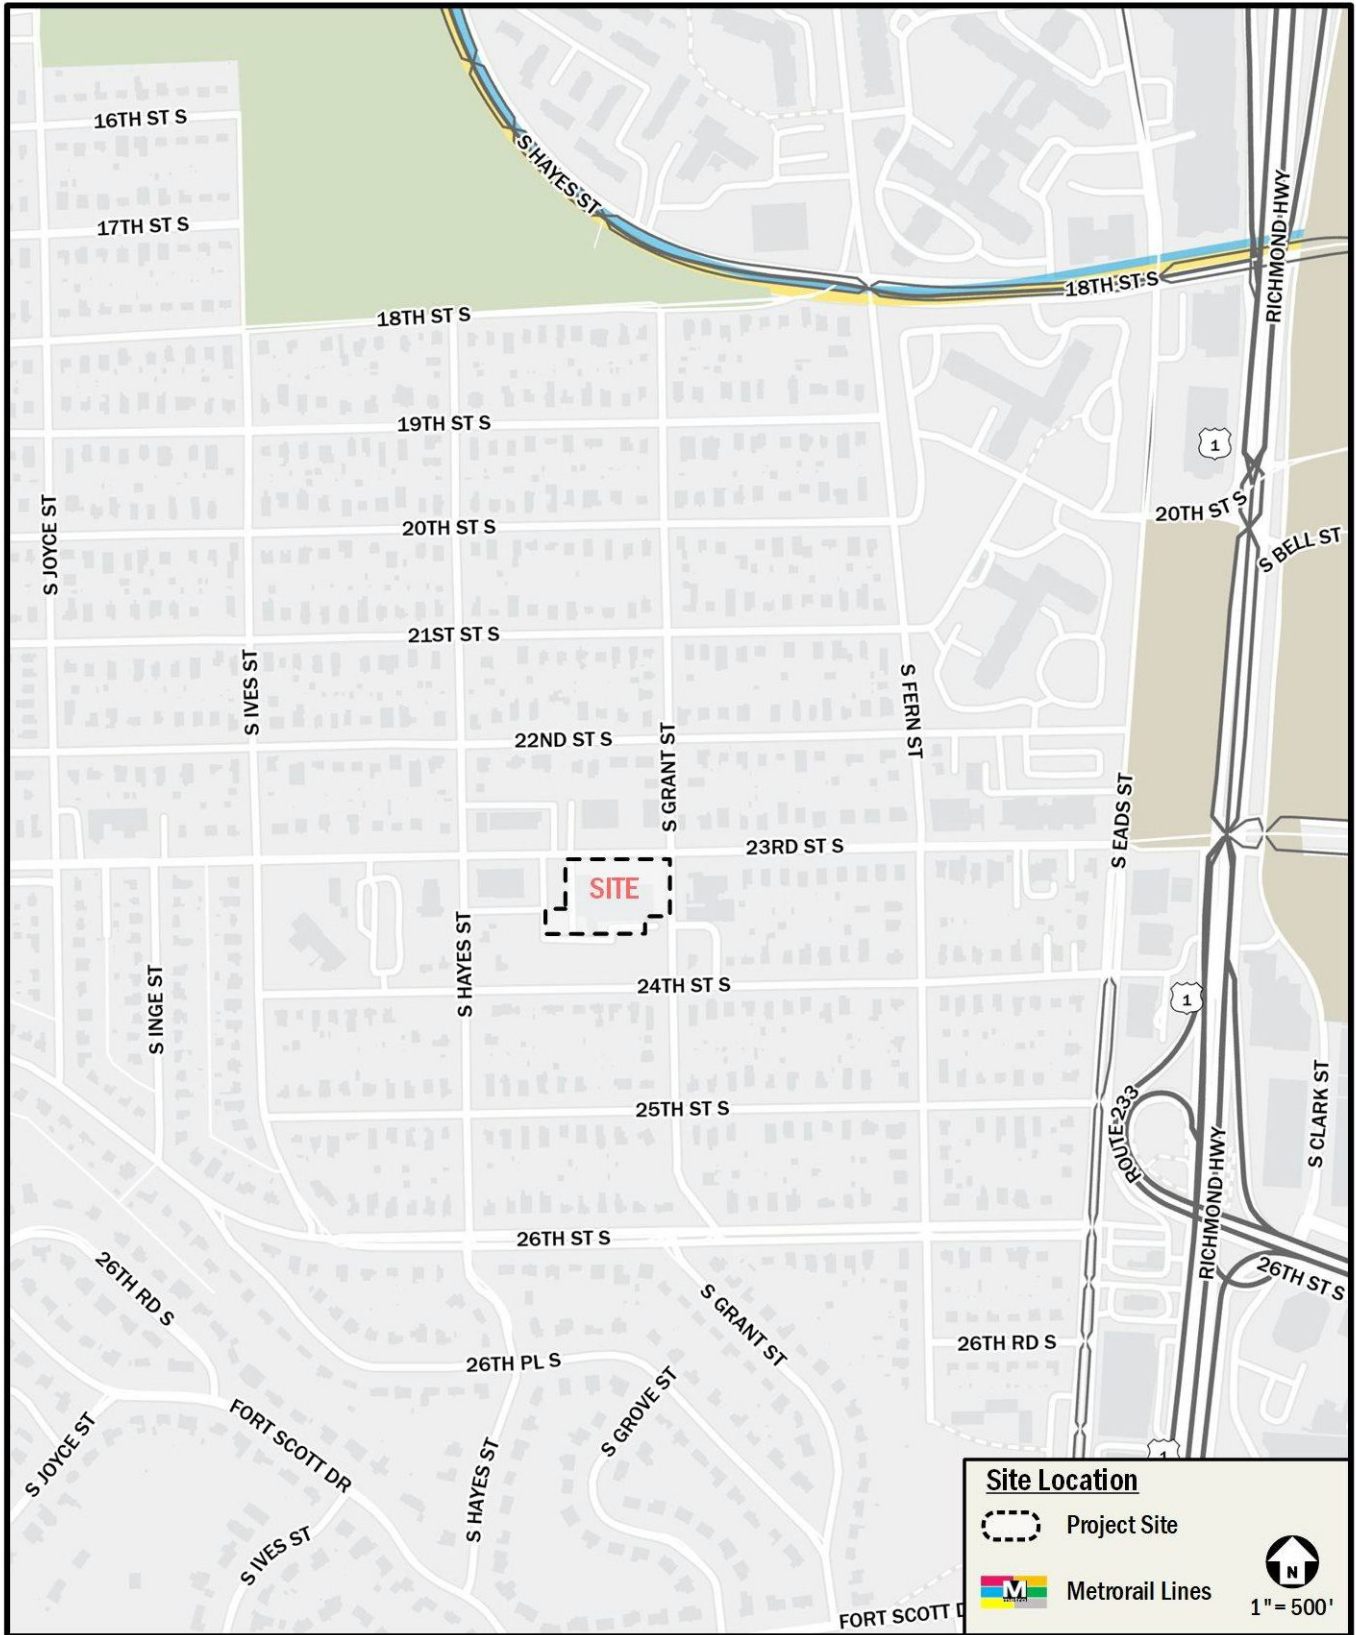 16TH ST S
S HAYES ST
17TH ST S
RICHMOND HWY
18TH ST S
18TH ST S
19TH ST S
1
S JOYCE ST
20TH ST S
20TH ST S
S BELL ST
21ST ST S
S IVES ST
S FERN ST
22ND ST S
S GRANT ST
S EADS ST
23RD ST S
SITE
S HAYES ST
S INGE ST
24TH ST S
1
S CLARK ST
25TH ST S
ROUTE 233
RICHMOND HWY
26TH ST S
26TH RD S
26TH ST S
S GRANT ST
26TH RD S
26TH PL S
S GROVE ST
FORT SCOTT DR
S JOYCE ST
S HAYES ST
1
S IVES ST
FORT SCOTT D
Site Location
Project Site
M
Metrorail Lines
N
1" = 500'